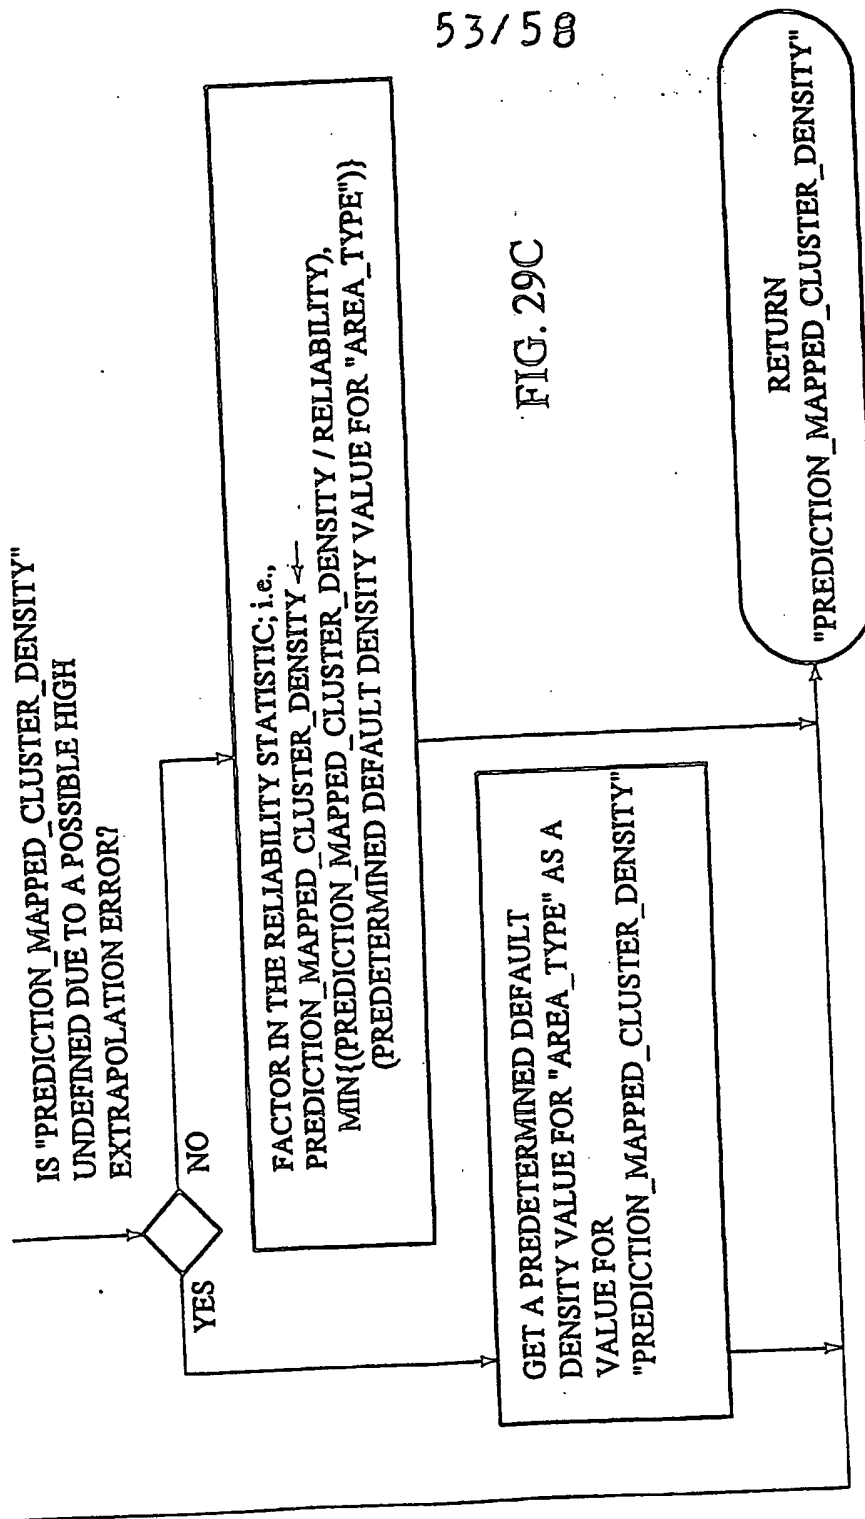 53/58
IS "PREDICTION_MAPPED_CLUSTER_DENSITY"
UNDEFINED DUE TO A POSSIBLE HIGH
EXTRAPOLATION ERROR?
YES
NO
FACTOR IN THE RELIABILITY STATISTIC; i.e.,
PREDICTION_MAPPED_CLUSTER_DENSITY ←
MIN{(PREDICTION_MAPPED_CLUSTER_DENSITY / RELIABILITY),
(PREDETERMINED DEFAULT DENSITY VALUE FOR "AREA_TYPE")}
GET A PREDETERMINED DEFAULT
DENSITY VALUE FOR "AREA_TYPE" AS A
VALUE FOR
"PREDICTION_MAPPED_CLUSTER_DENSITY"
FIG. 29C
RETURN
"PREDICTION_MAPPED_CLUSTER_DENSITY"